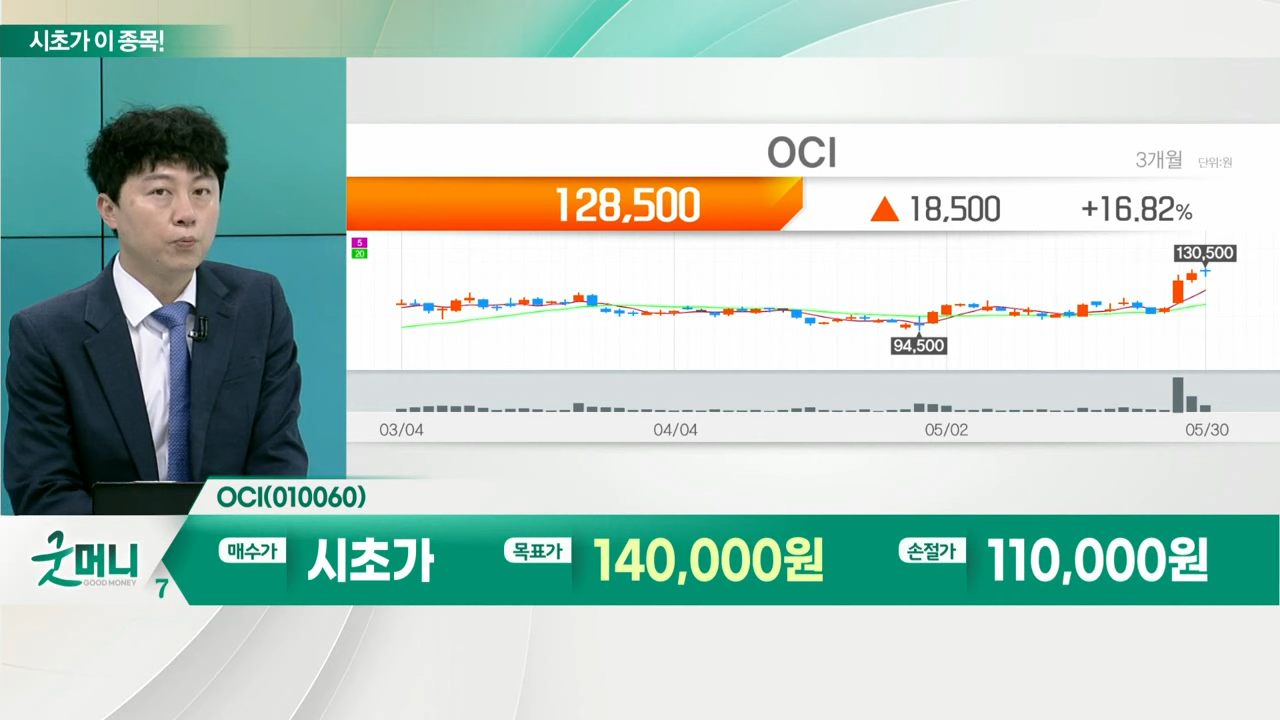 시초가 이 종목!
OCI
3개월 단위:원
128,500 ▲ 18,500 +16.82%
5
20
130,500
94,500
03/04 04/04 05/02 05/30
OCI(010060)
굿머니
GOOD MONEY
7
매수가 시초가 목표가 140,000원 손절가 110,000원